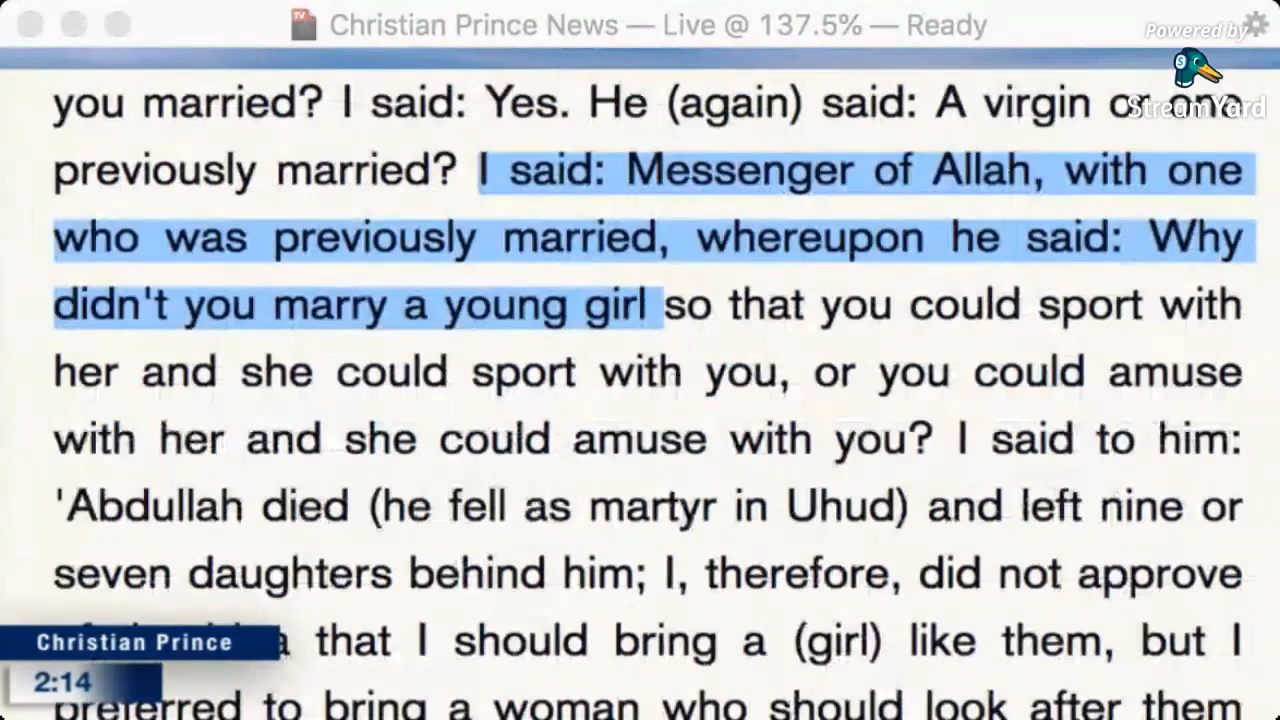 Christian Prince News — Live @ 137.5% — Ready
Powered by
StreamYard
you married? I said: Yes. He (again) said: A virgin or one
previously married? I said: Messenger of Allah, with one
who was previously married, whereupon he said: Why
didn't you marry a young girl so that you could sport with
her and she could sport with you, or you could amuse
with her and she could amuse with you? I said to him:
'Abdullah died (he fell as martyr in Uhud) and left nine or
seven daughters behind him; I, therefore, did not approve
that I should bring a (girl) like them, but I
preferred to bring a woman who should look after them
Christian Prince
2:14